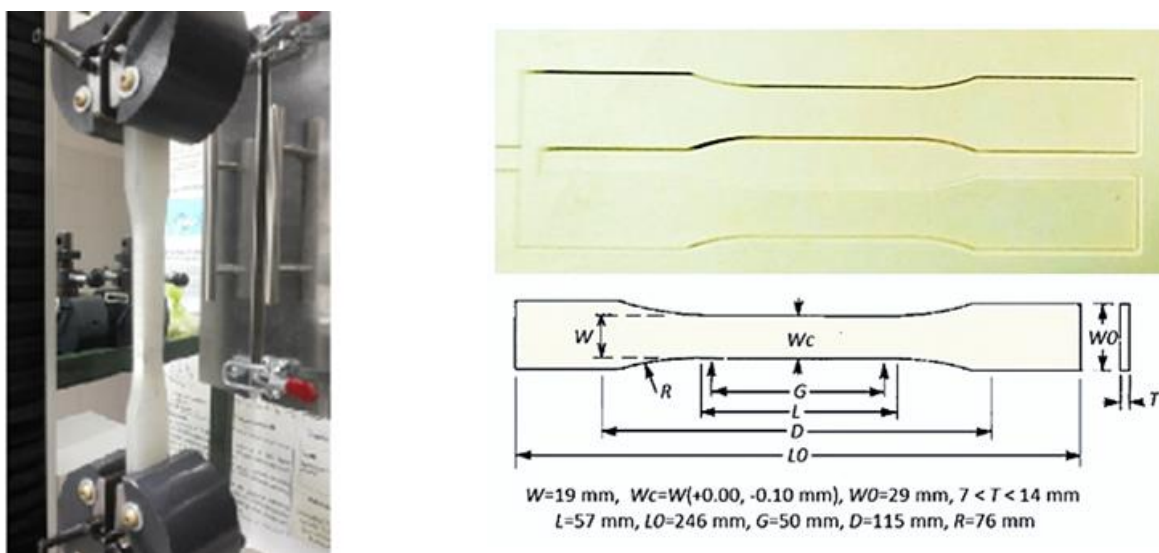 W
Wc
W0
T
R
G
L
D
L0
W=19 mm, Wc=W(+0.00, -0.10 mm), W0=29 mm, 7 < T < 14 mm
L=57 mm, L0=246 mm, G=50 mm, D=115 mm, R=76 mm